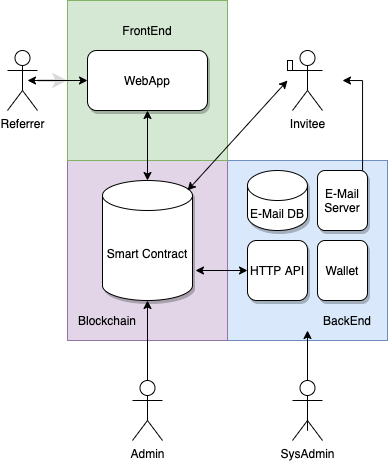 FrontEnd
WebApp
Referrer
Invitee
E-Mail DB
E-Mail
Server
Smart Contract
HTTP API
Wallet
Blockchain
BackEnd
Admin
SysAdmin